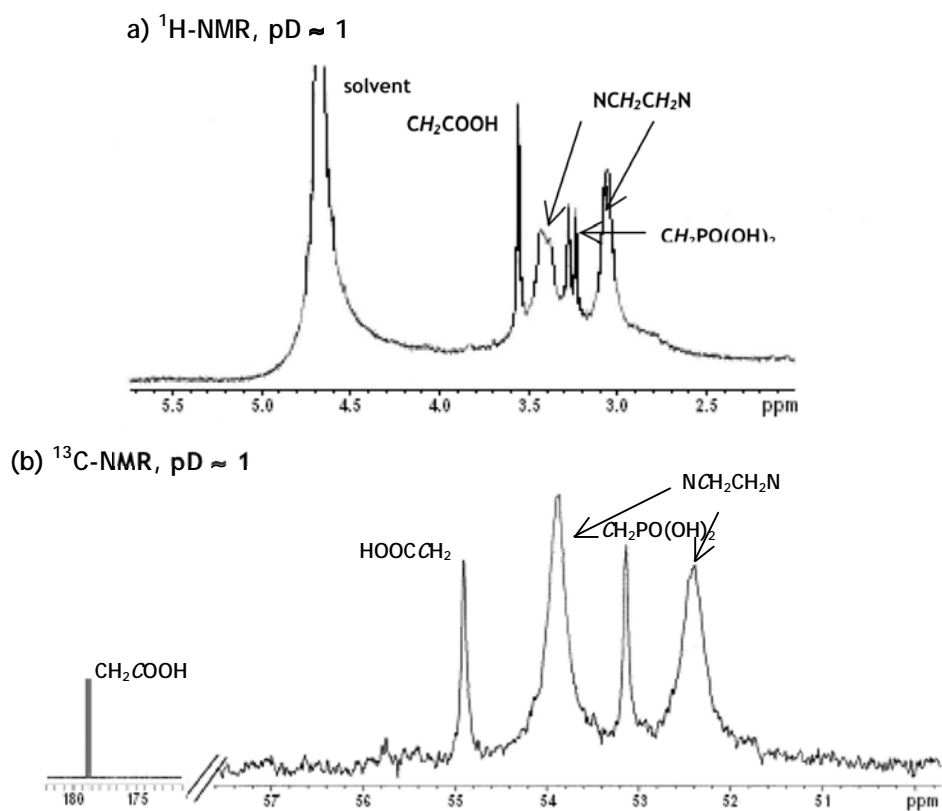 a) ¹H-NMR, pD ≈ 1
solvent
NCH₂CH₂N
CH₂COOH
CH₂PO(OH)₂
5.5 5.0 4.5 4.0 3.5 3.0 2.5 ppm
(b) ¹³C-NMR, pD ~ 1
NCH₂CH₂N
CH₂PO(OH)₂
HOOCCH₂
CH₂COOH
180 175 57 56 55 54 53 52 51 ppm